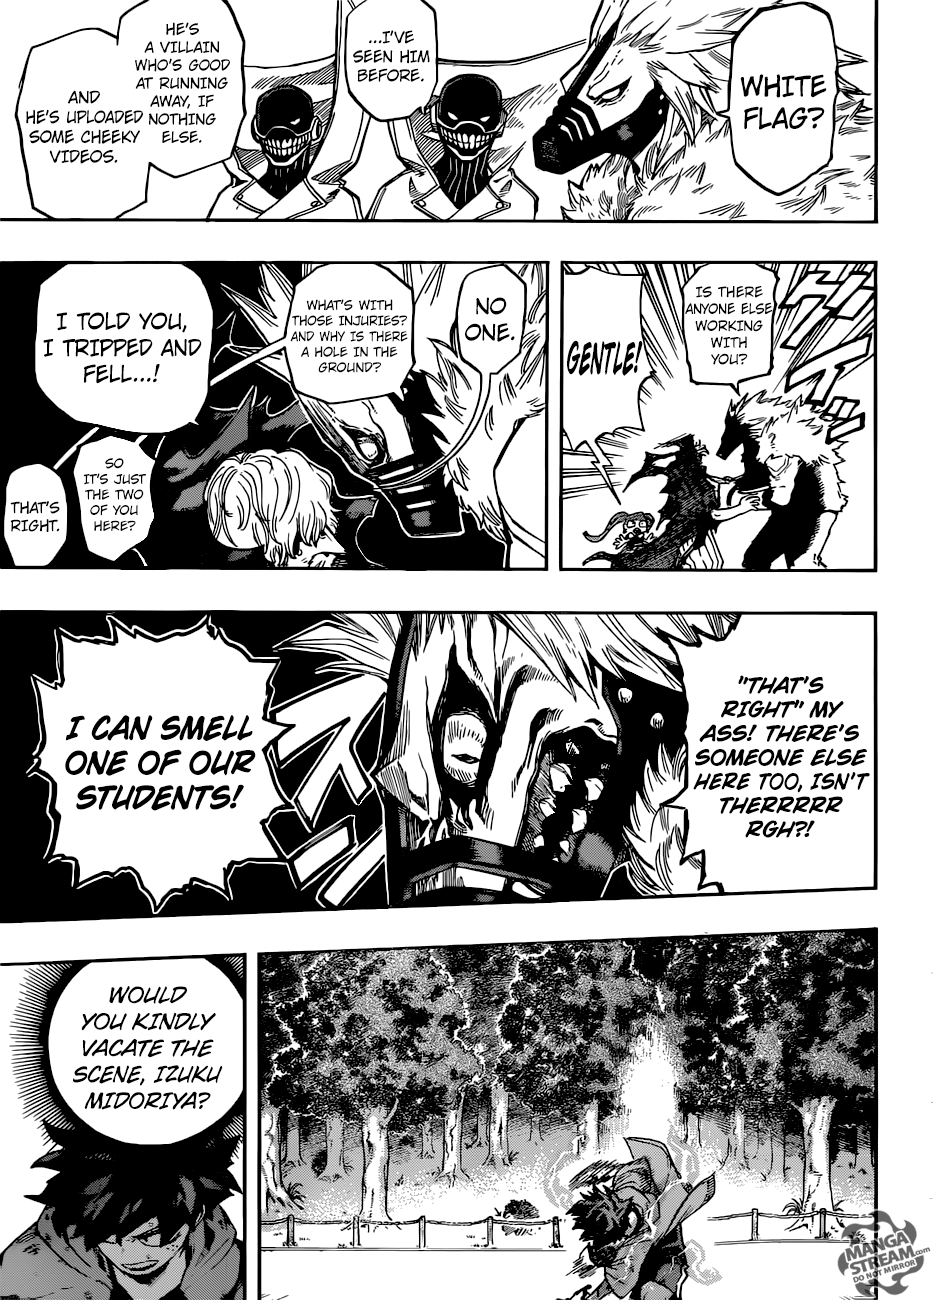 WHITE
FLAG?
...I'VE
SEEN HIM
BEFORE.
HE'S
A VILLAIN
WHO'S GOOD
AT RUNNING
AWAY, IF
NOTHING
ELSE.
AND
HE'S UPLOADED
SOME CHEEKY
VIDEOS.
IS THERE
ANYONE ELSE
WORKING
WITH
YOU?
GENTLE!
NO
ONE.
WHAT'S WITH
THOSE INJURIES?
AND WHY IS THERE
A HOLE IN THE
GROUND?
I TOLD YOU,
I TRIPPED AND
FELL...!
SO
IT'S JUST
THE TWO
OF YOU
HERE?
THAT'S
RIGHT.
"THAT'S
RIGHT" MY
ASS! THERE'S
SOMEONE ELSE
HERE TOO, ISN'T
THERRRRR
RGH?!
I CAN SMELL
ONE OF OUR
STUDENTS!
WOULD
YOU KINDLY
VACATE THE
SCENE, IZUKU
MIDORIYA?
MANGA
STREAM.com
DO NOT MIRROR